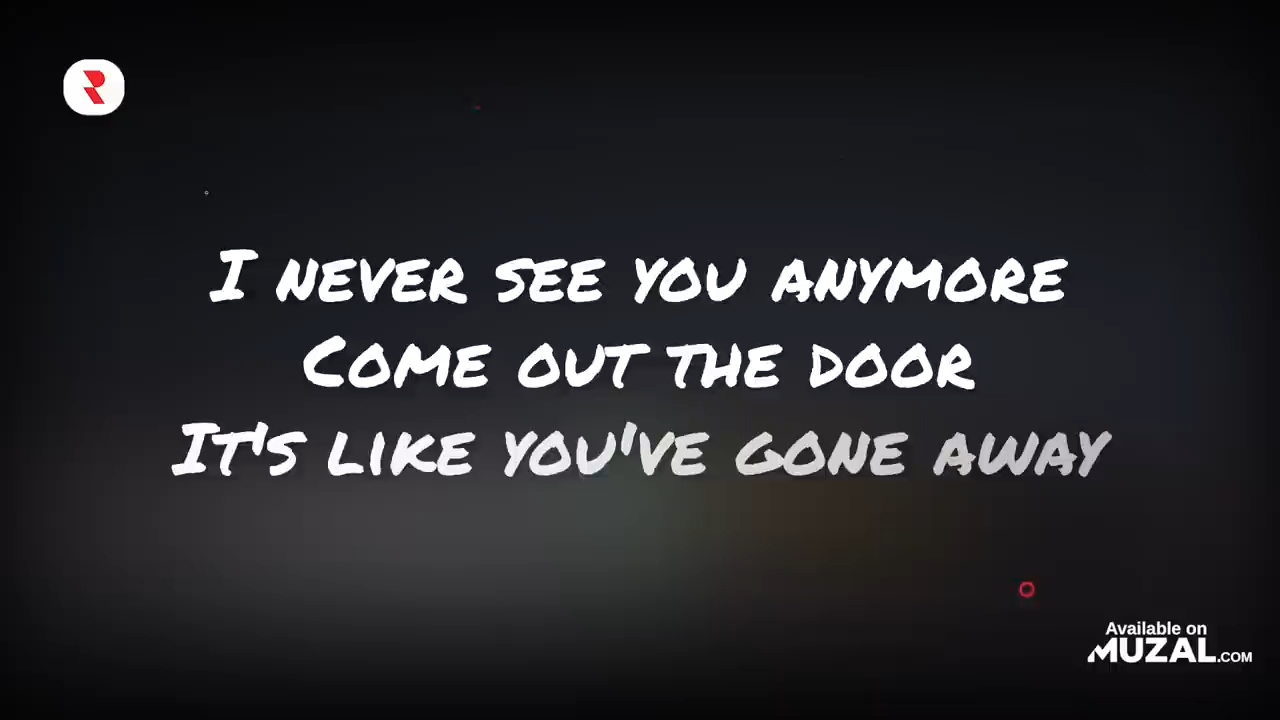 I never see you anymore
Come out the door
It's like you've gone away
Available on
MUZAL.COM